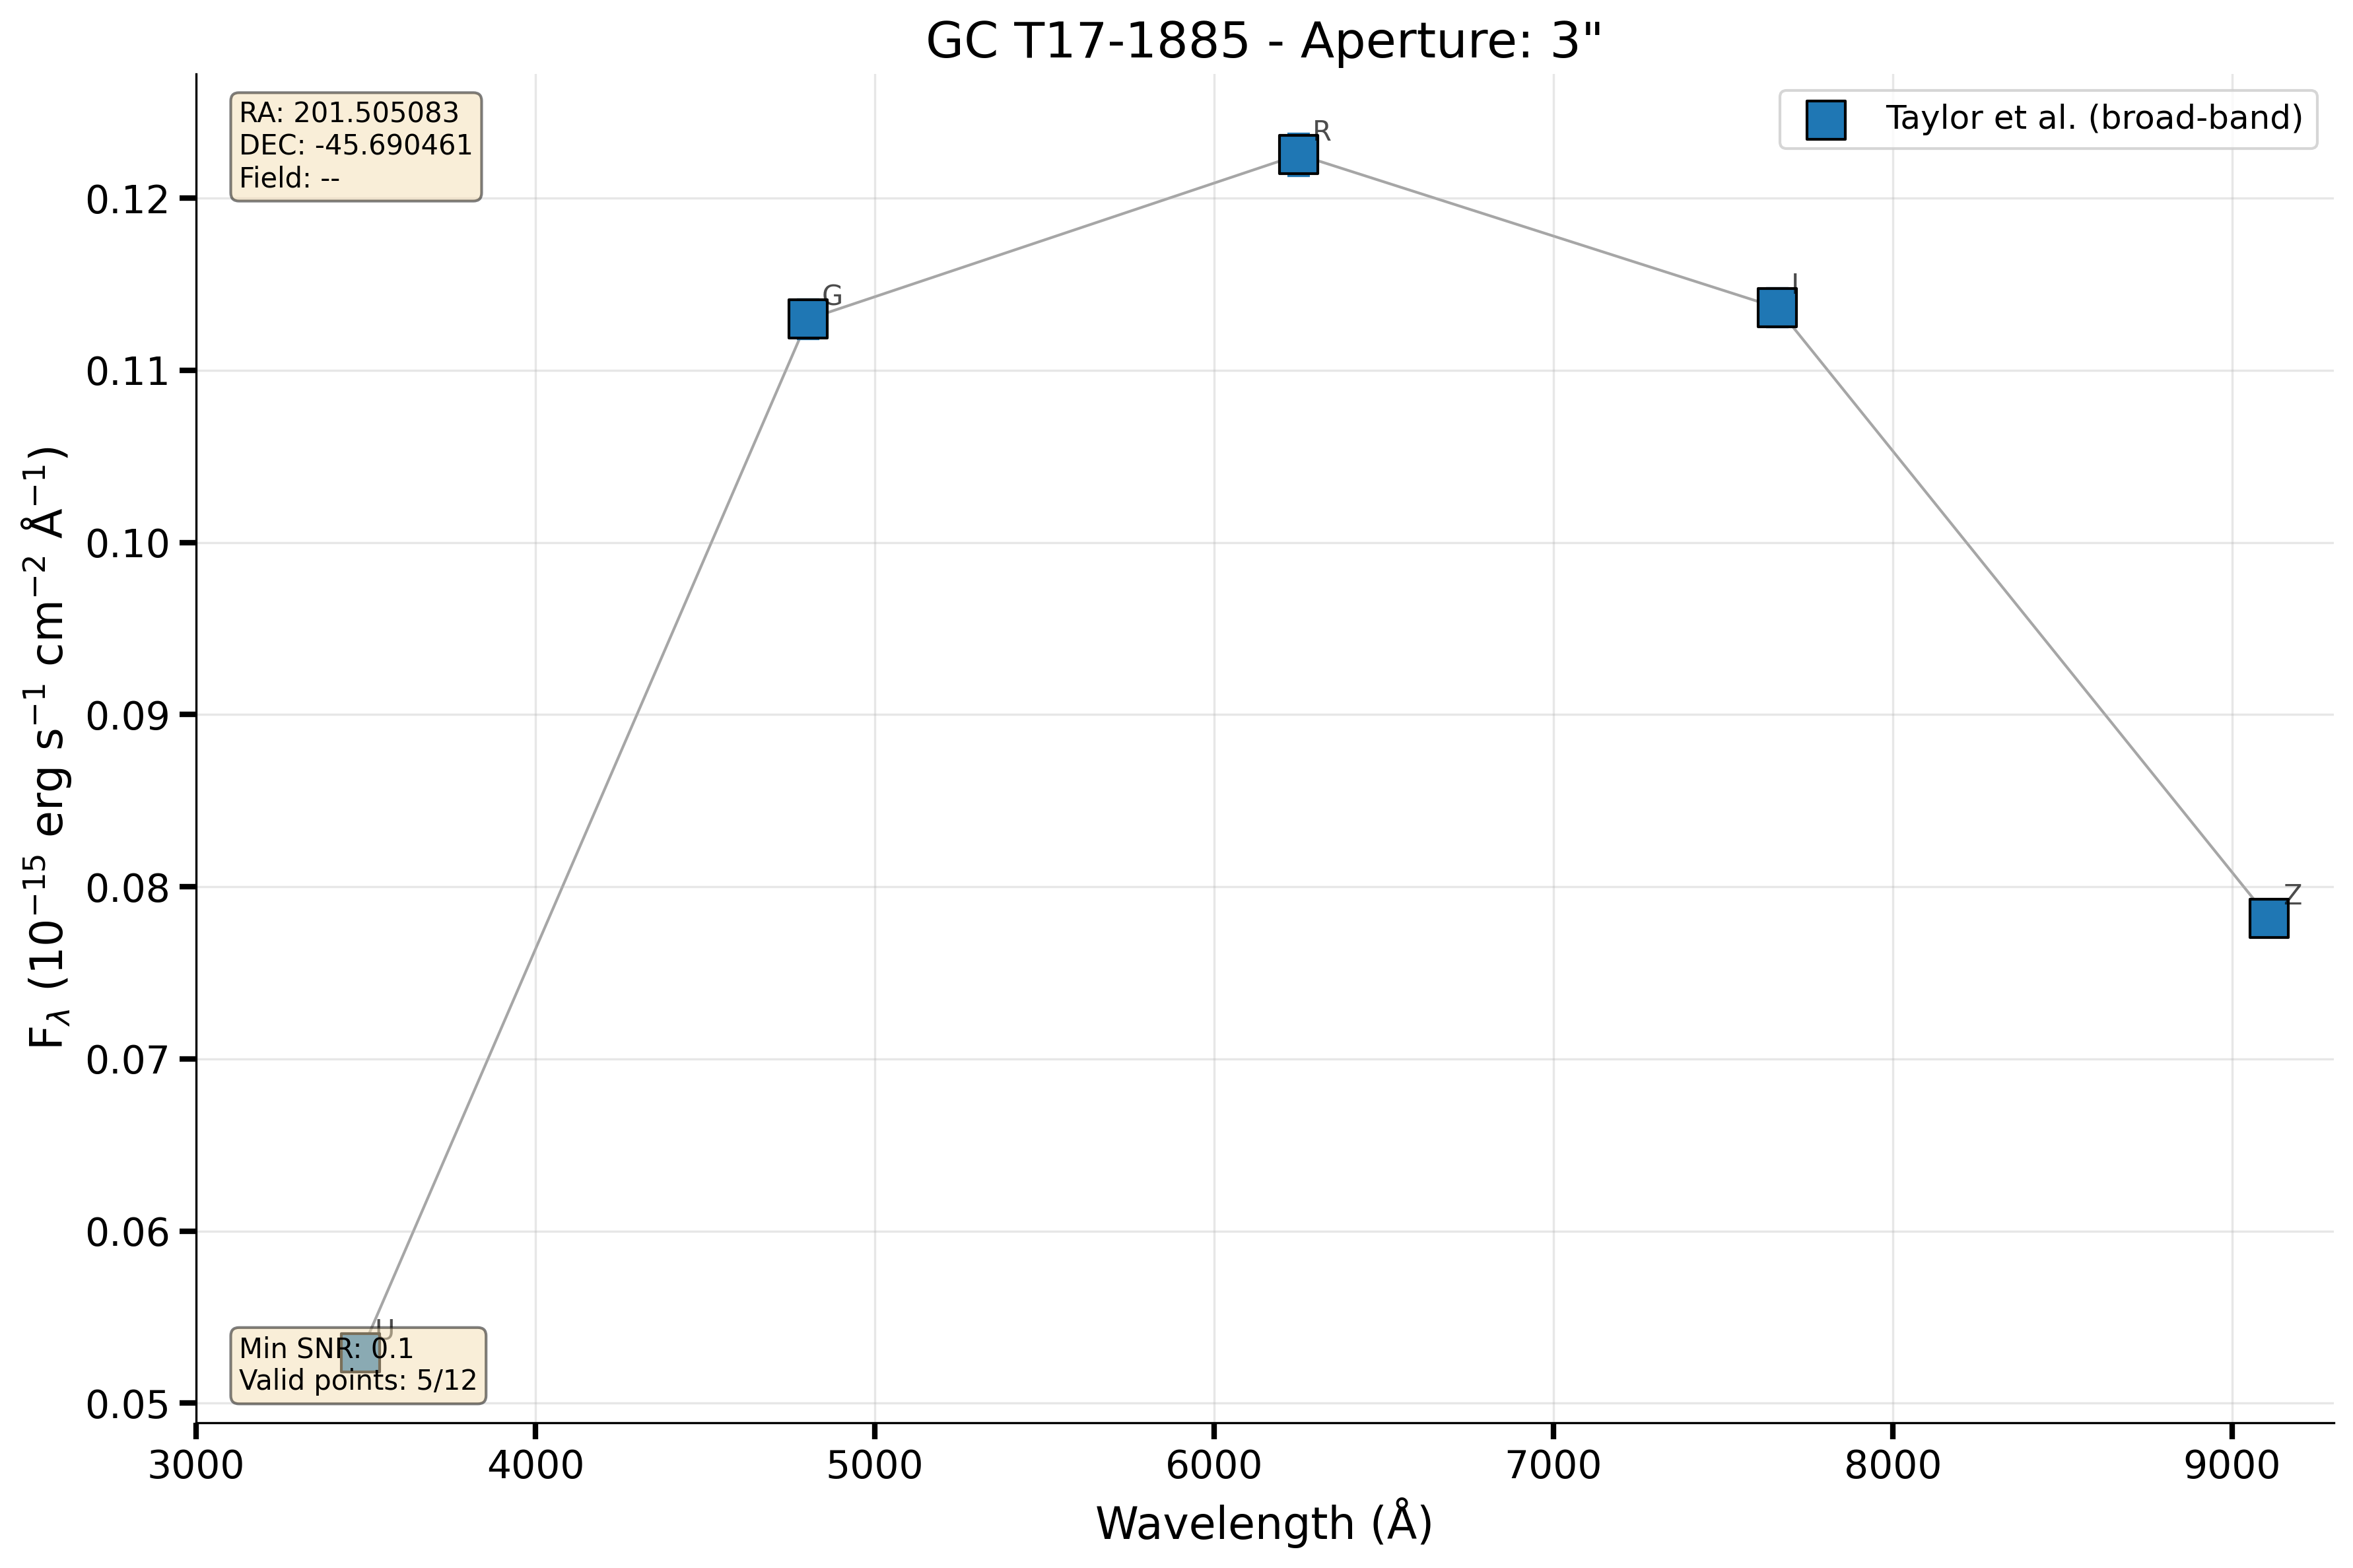 GC T17-1885 - Aperture: 3"
RA: 201.505083
DEC: -45.690461
Field: --
Taylor et al. (broad-band)
R
G
I
Z
U
Min SNR: 0.1
Valid points: 5/12
0.12
0.11
0.10
0.09
0.08
0.07
0.06
0.05
F_λ (10⁻¹⁵ erg s⁻¹ cm⁻² Å⁻¹)
3000 4000 5000 6000 7000 8000 9000
Wavelength (Å)